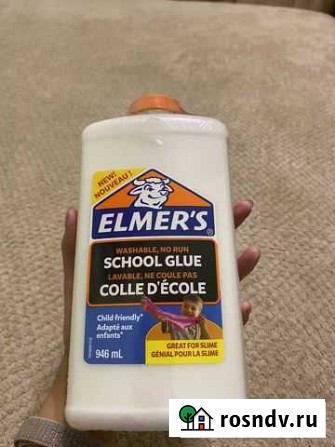 NEW!
NOUVEAU!
ELMER'S
WASHABLE, NO RUN
SCHOOL GLUE
LAVABLE, NE COULE PAS
COLLE D'ÉCOLE
Child friendly*
Adapté aux
enfants*
946 mL
GREAT FOR SLIME
GÉNIAL POUR LA SLIME
rosndv.ru